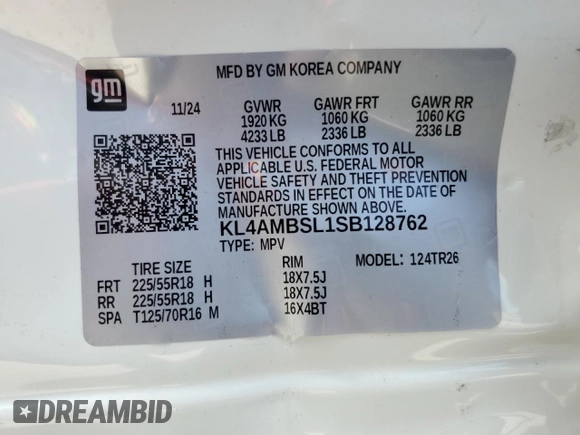 gm
MFD BY GM KOREA COMPANY
11/24 GVWR GAWR FRT GAWR RR
1920 KG 1060 KG 1060 KG
4233 LB 2336 LB 2336 LB
THIS VEHICLE CONFORMS TO ALL
APPLICABLE U.S. FEDERAL MOTOR
VEHICLE SAFETY AND THEFT PREVENTION
STANDARDS IN EFFECT ON THE DATE OF
MANUFACTURE SHOWN ABOVE.
KL4AMBSL1SB128762
TYPE: MPV
TIRE SIZE RIM MODEL: 124TR26
FRT 225/55R18 H 18X7.5J
RR 225/55R18 H 18X7.5J
SPA T125/70R16 M 16X4BT
DREAMBID